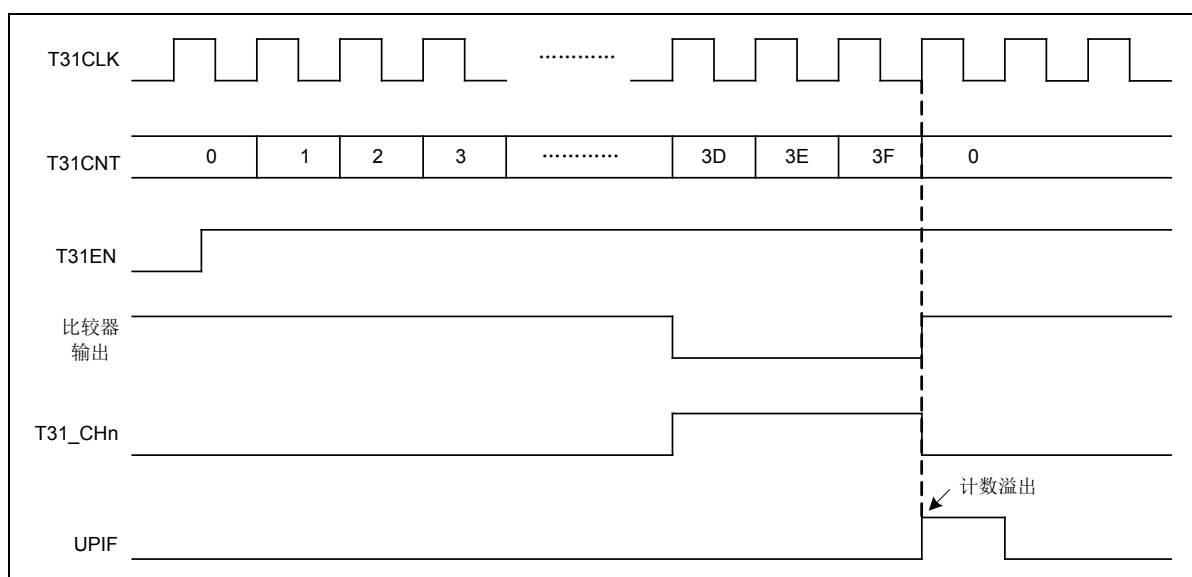 T31CLK
…………
T31CNT 0 1 2 3 ………… 3D 3E 3F 0
T31EN
比较器
输出
T31_CHn
计数溢出
UPIF